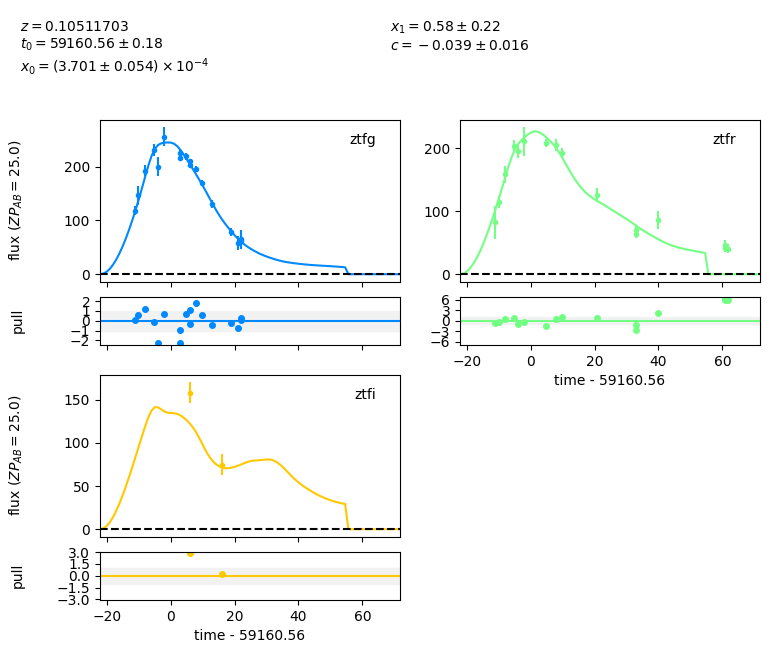 z = 0.10511703
t₀ = 59160.56 ± 0.18
x₀ = (3.701 ± 0.054) × 10⁻⁴
x₁ = 0.58 ± 0.22
c = −0.039 ± 0.016
flux (ZP_AB = 25.0)
200
100
0
ztfg
200
100
0
ztfr
pull
2
1
0
−1
−2
6
3
0
−3
−6
−20 0 20 40 60
time - 59160.56
flux (ZP_AB = 25.0)
150
100
50
0
ztfi
pull
3.0
1.5
0.0
−1.5
−3.0
−20 0 20 40 60
time - 59160.56